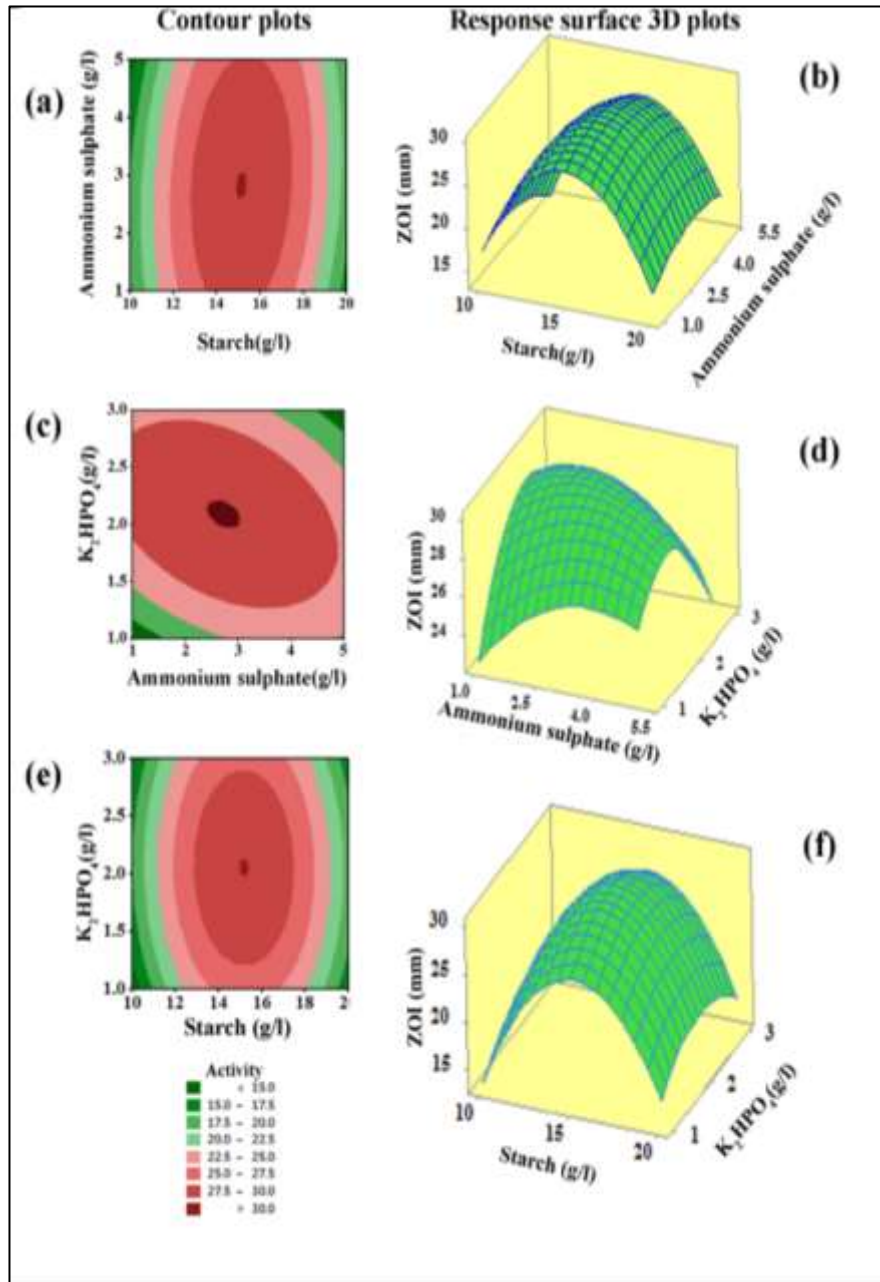 Contour plots
Response surface 3D plots
(a)
Ammonium sulphate (g/l)
5
4
3
2
1
10 12 14 16 18 20
Starch(g/l)
(b)
ZOI (mm)
30
25
20
15
10
15
20
Starch(g/l)
1.0
2.5
4.0
5.5
Ammonium sulphate (g/l)
(c)
K₂HPO₄(g/l)
3.0
2.5
2.0
1.5
1.0
1 2 3 4 5
Ammonium sulphate(g/l)
(d)
ZOI (mm)
30
28
26
24
1.0
2.5
4.0
5.5
Ammonium sulphate (g/l)
1
2
3
K₂HPO₄ (g/l)
(e)
K₂HPO₄(g/l)
3.0
2.5
2.0
1.5
1.0
10 12 14 16 18 20
Starch (g/l)
(f)
ZOI (mm)
30
25
20
15
10
15
20
Starch (g/l)
1
2
3
K₂HPO₄(g/l)
Activity
15.0
15.0 – 17.5
17.5 – 20.0
20.0 – 22.5
22.5 – 25.0
25.0 – 27.5
27.5 – 30.0
30.0